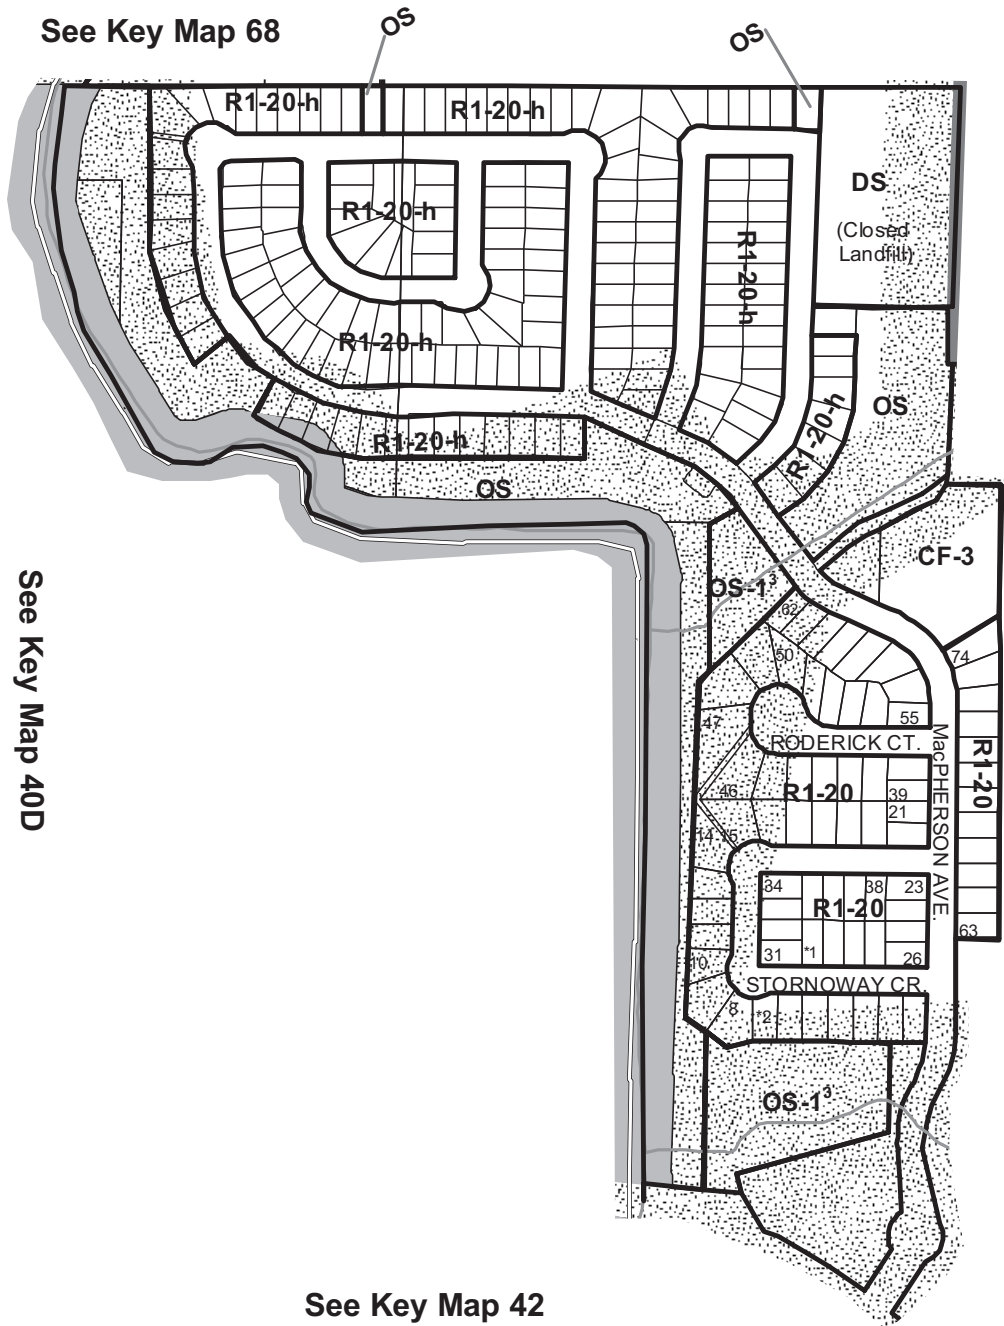 See Key Map 68
OS
OS
R1-20-h
R1-20-h
DS
(Closed
Landfill)
R1-20-h
R1-20-h
R1-20-h
R1-20-h
OS
R1-20-h
OS
CF-3
OS-1³
62
50
74
See Key Map 40D
47
55
RODERICK CT.
MacPHERSON AVE.
R1-20
46
R1-20
39
21
14
15
34
38
23
R1-20
63
31
*1
26
10
STORNOWAY CR.
8
*2
OS-1³
See Key Map 42
R1-20-h